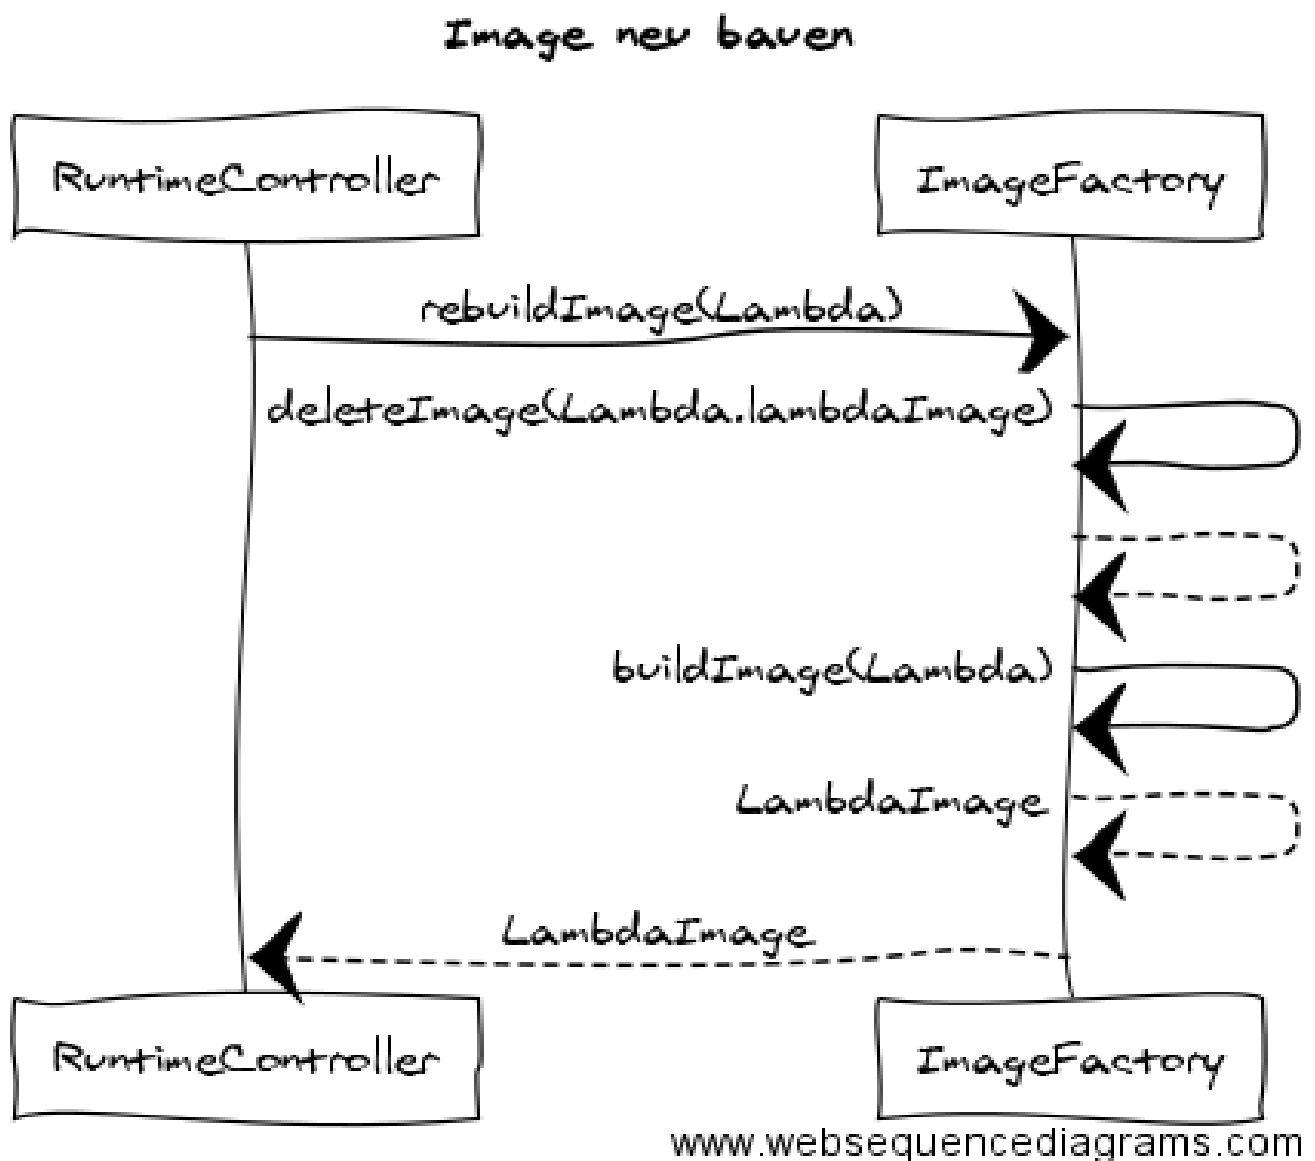 Image neu bauen
RuntimeController
ImageFactory
rebuildImage(Lambda)
deleteImage(Lambda.lambdaImage)
buildImage(Lambda)
LambdaImage
LambdaImage
RuntimeController
ImageFactory
www.websequencediagrams.com